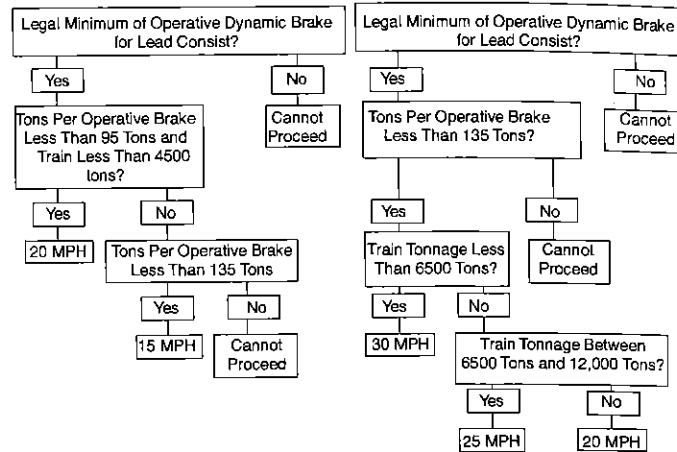 Legal Minimum of Operative Dynamic Brake
for Lead Consist?
Yes
No
Tons Per Operative Brake
Less Than 95 Tons and
Train Less Than 4500
tons?
Cannot
Proceed
Yes
No
20 MPH
Tons Per Operative Brake
Less Than 135 Tons
Yes
No
15 MPH
Cannot
Proceed
Legal Minimum of Operative Dynamic Brake
for Lead Consist?
Yes
No
Tons Per Operative Brake
Less Than 135 Tons?
Cannot
Proceed
Yes
No
Train Tonnage Less
Than 6500 Tons?
Cannot
Proceed
Yes
No
30 MPH
Train Tonnage Between
6500 Tons and 12,000 Tons?
Yes
No
25 MPH
20 MPH